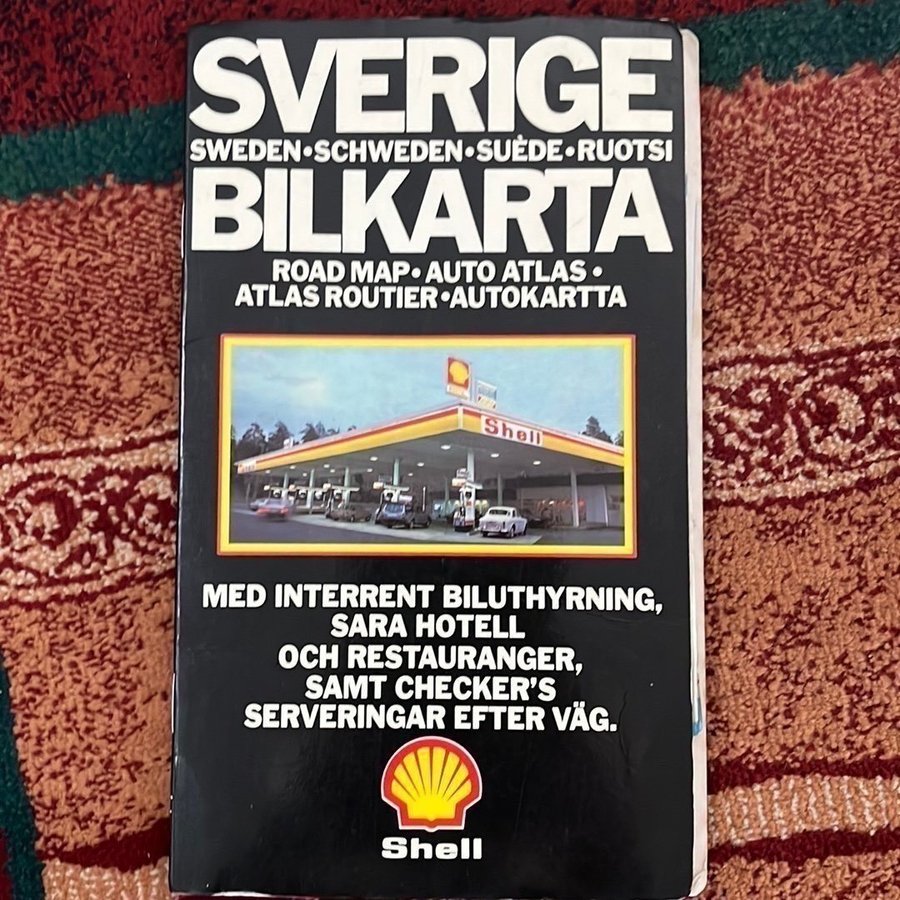 SVERIGE
SWEDEN•SCHWEDEN•SUÈDE•RUOTSI
BILKARTA
ROAD MAP•AUTO ATLAS•
ATLAS ROUTIER•AUTOKARTTA
Shell
MED INTERRENT BILUTHYRNING,
SARA HOTELL
OCH RESTAURANGER,
SAMT CHECKER'S
SERVERINGAR EFTER VÄG.
Shell